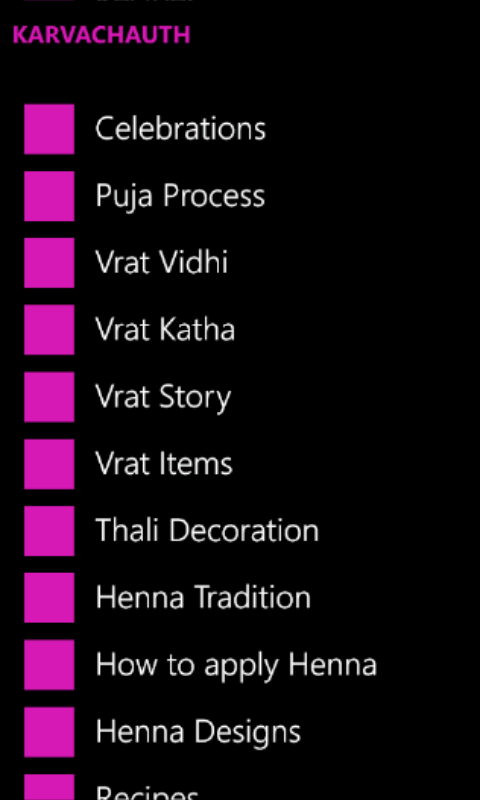 KARVACHAUTH
Celebrations
Puja Process
Vrat Vidhi
Vrat Katha
Vrat Story
Vrat Items
Thali Decoration
Henna Tradition
How to apply Henna
Henna Designs
Recipes